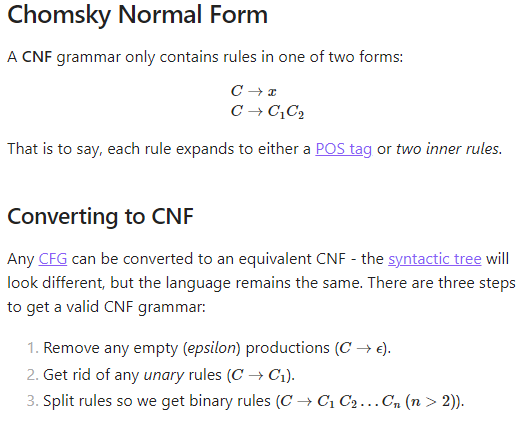 Chomsky Normal Form
A CNF grammar only contains rules in one of two forms:
C → x
C → C₁C₂
That is to say, each rule expands to either a POS tag or two inner rules.
Converting to CNF
Any CFG can be converted to an equivalent CNF - the syntactic tree will
look different, but the language remains the same. There are three steps
to get a valid CNF grammar:
1. Remove any empty (epsilon) productions (C → ϵ).
2. Get rid of any unary rules (C → C₁).
3. Split rules so we get binary rules (C → C₁ C₂ … Cₙ (n > 2)).